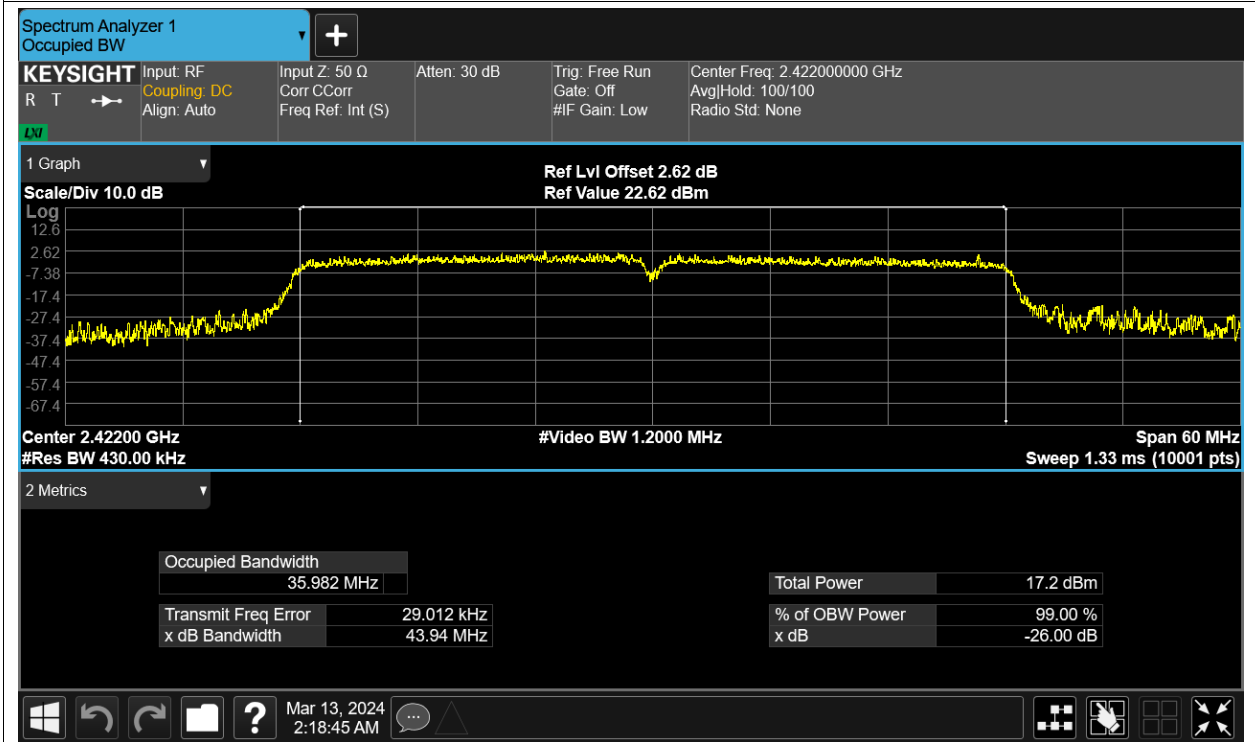 Spectrum Analyzer 1
Occupied BW
KEYSIGHT
R T
LXI
Input: RF
Coupling: DC
Align: Auto
Input Z: 50 Ω
Corr CCorr
Freq Ref: Int (S)
Atten: 30 dB
Trig: Free Run
Gate: Off
#IF Gain: Low
Center Freq: 2.422000000 GHz
Avg|Hold: 100/100
Radio Std: None
1 Graph
Ref Lvl Offset 2.62 dB
Scale/Div 10.0 dB
Ref Value 22.62 dBm
Log
12.6
2.62
-7.38
-17.4
-27.4
-37.4
-47.4
-57.4
-67.4
Center 2.42200 GHz
#Video BW 1.2000 MHz
Span 60 MHz
#Res BW 430.00 kHz
Sweep 1.33 ms (10001 pts)
2 Metrics
Occupied Bandwidth
35.982 MHz
Transmit Freq Error 29.012 kHz
x dB Bandwidth 43.94 MHz
Total Power 17.2 dBm
% of OBW Power 99.00 %
x dB -26.00 dB
?
Mar 13, 2024
2:18:45 AM